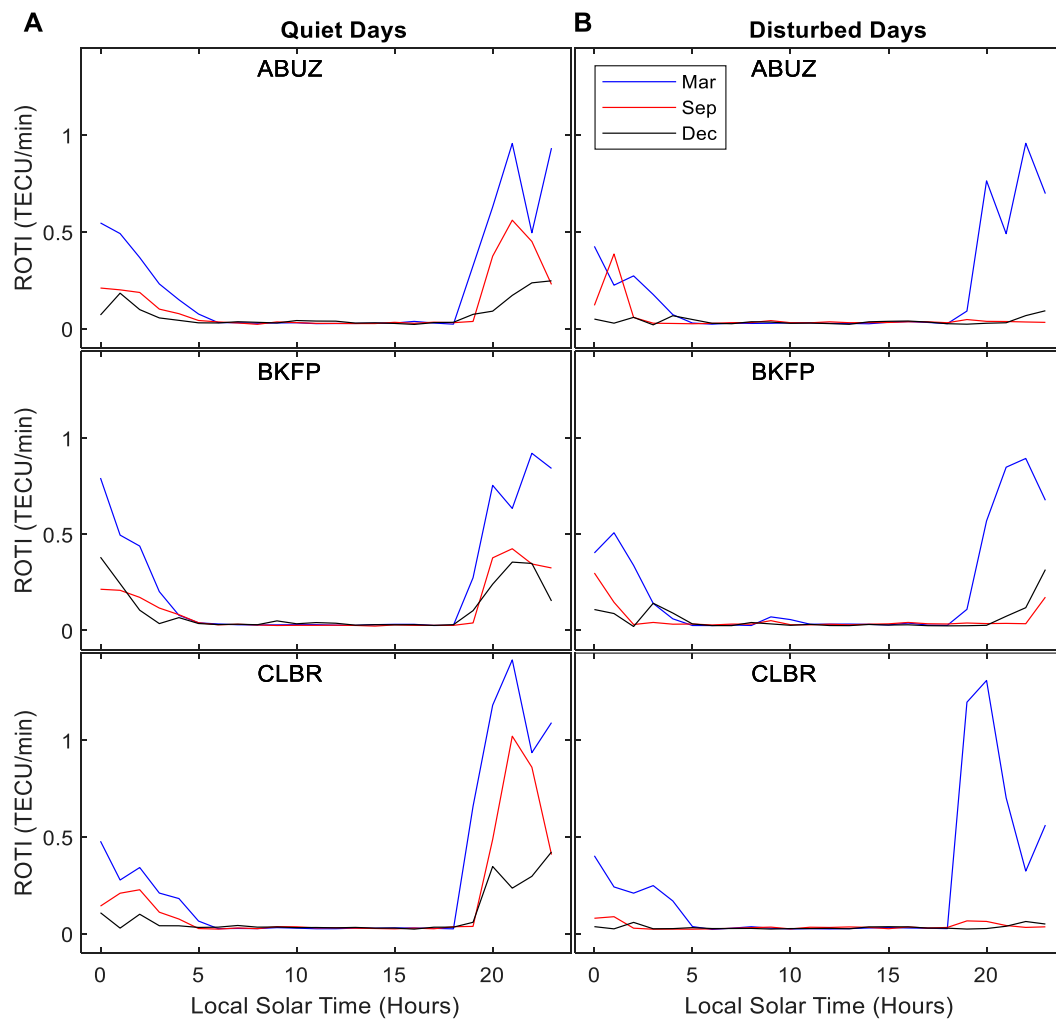 A
Quiet Days
B
Disturbed Days
ABUZ
ABUZ
Mar
Sep
Dec
ROTI (TECU/min)
1
0.5
0
BKFP
BKFP
ROTI (TECU/min)
1
0.5
0
CLBR
CLBR
ROTI (TECU/min)
1
0.5
0
0 5 10 15 20
0 5 10 15 20
Local Solar Time (Hours)
Local Solar Time (Hours)